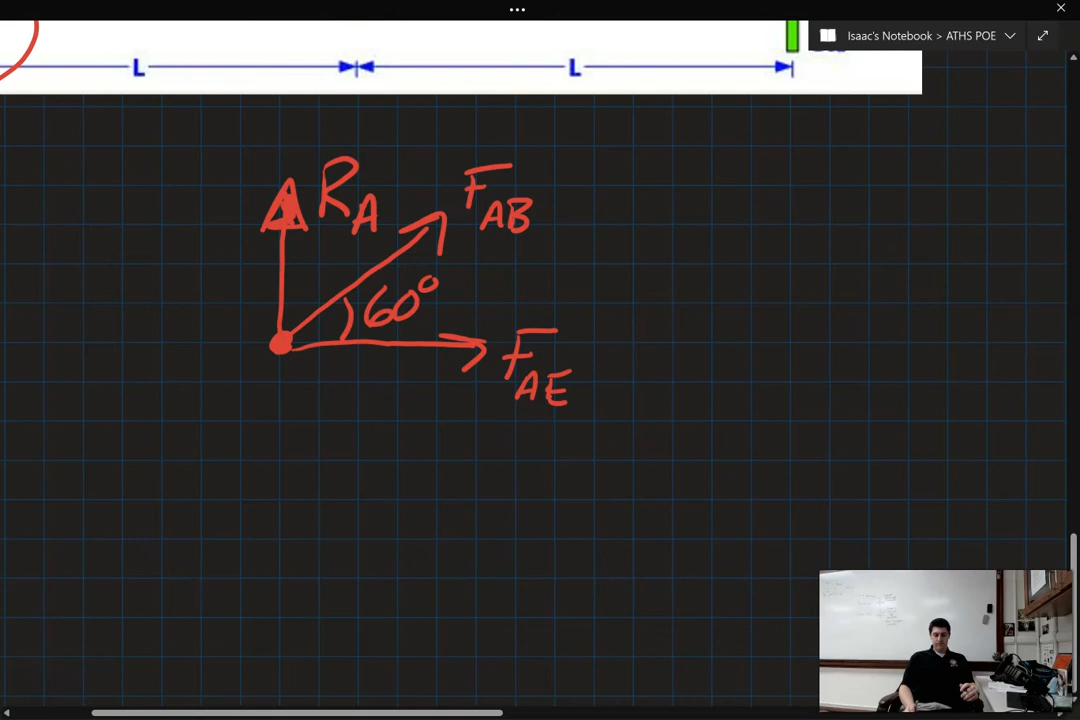 Isaac's Notebook > ATHS POE
L L
R_A
F_AB
60°
F_AE